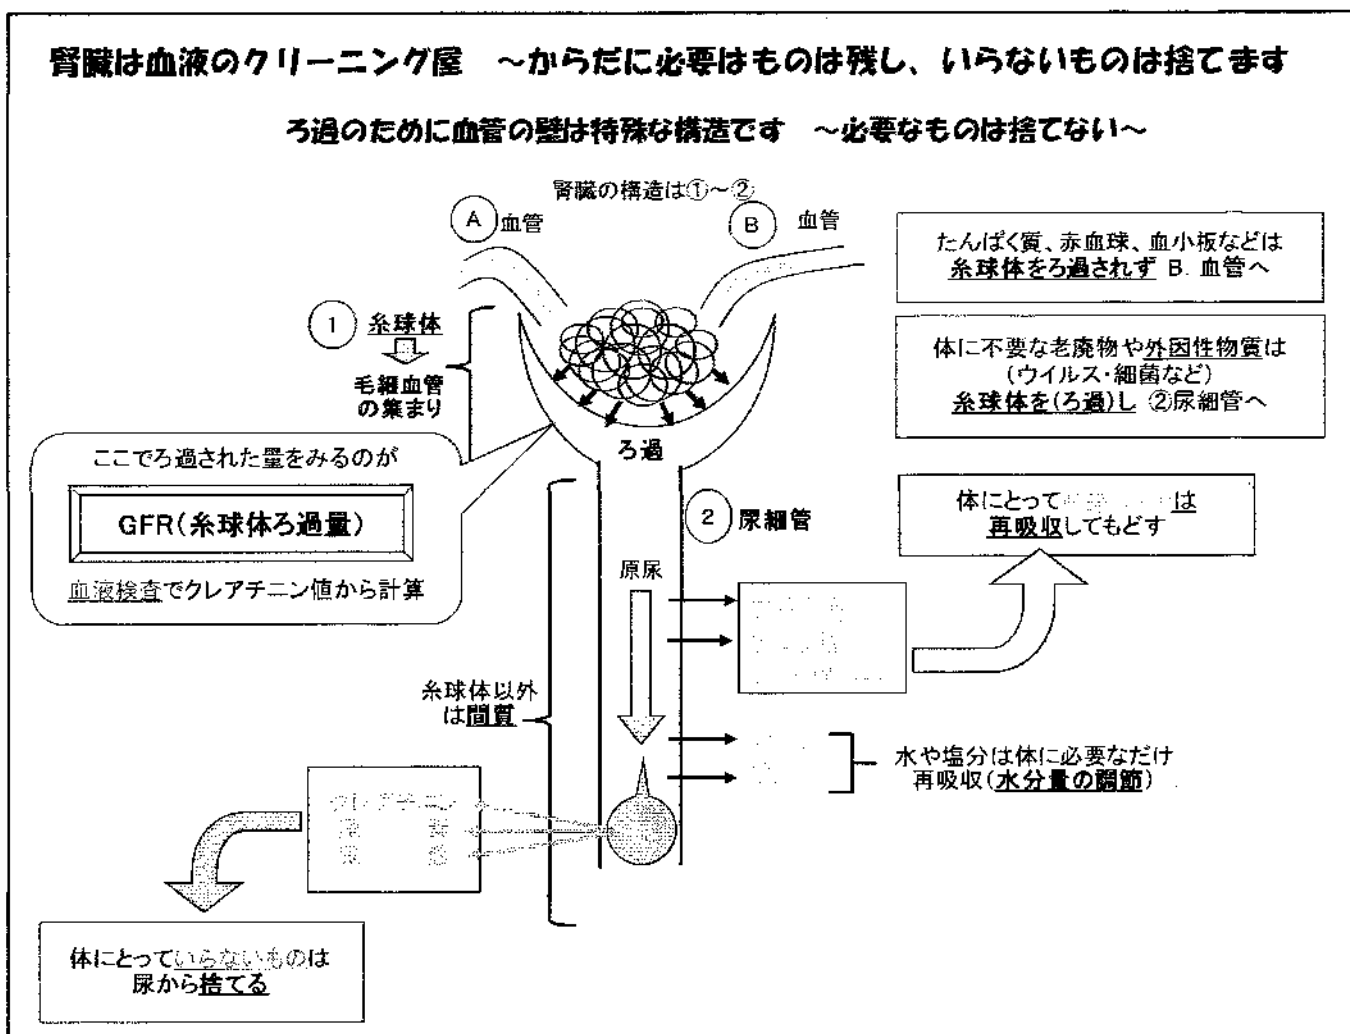 腎臓は血液のクリーニング屋　～からだに必要はものは残し、いらないものは捨てます
ろ過のために血管の壁は特殊な構造です　～必要なものは捨てない～
腎臓の構造は①～②
A 血管
B 血管
たんぱく質、赤血球、血小板などは
糸球体をろ過されず B. 血管へ
1 糸球体
毛細血管
の集まり
体に不要な老廃物や外因性物質は
(ウイルス・細菌など)
糸球体を(ろ過)し ②尿細管へ
ろ過
ここでろ過された量をみるのが
GFR(糸球体ろ過量)
血液検査でクレアチニン値から計算
2 尿細管
体にとって は
再吸収してもどす
原尿
糸球体以外
は間質
水や塩分は体に必要なだけ
再吸収(水分量の調節)
クレアチニン
尿 素
尿 酸
体にとっていらないものは
尿から捨てる